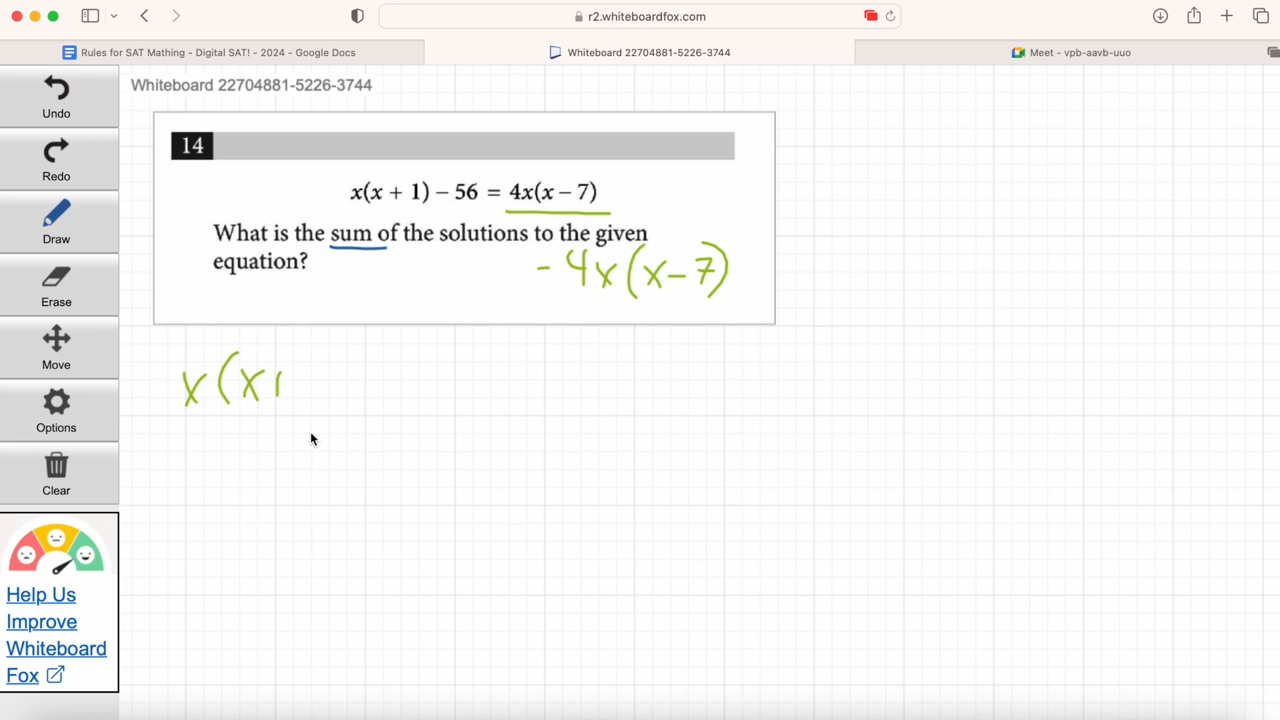 r2.whiteboardfox.com
Rules for SAT Mathing - Digital SAT! - 2024 - Google Docs
Whiteboard 22704881-5226-3744
Meet - vpb-aavb-uuo
Undo
Redo
Draw
Erase
Move
Options
Clear
Help Us
Improve
Whiteboard
Fox
Whiteboard 22704881-5226-3744
14
x(x + 1) – 56 = 4x(x – 7)
What is the sum of the solutions to the given
equation?
- 4x(x-7)
x(x